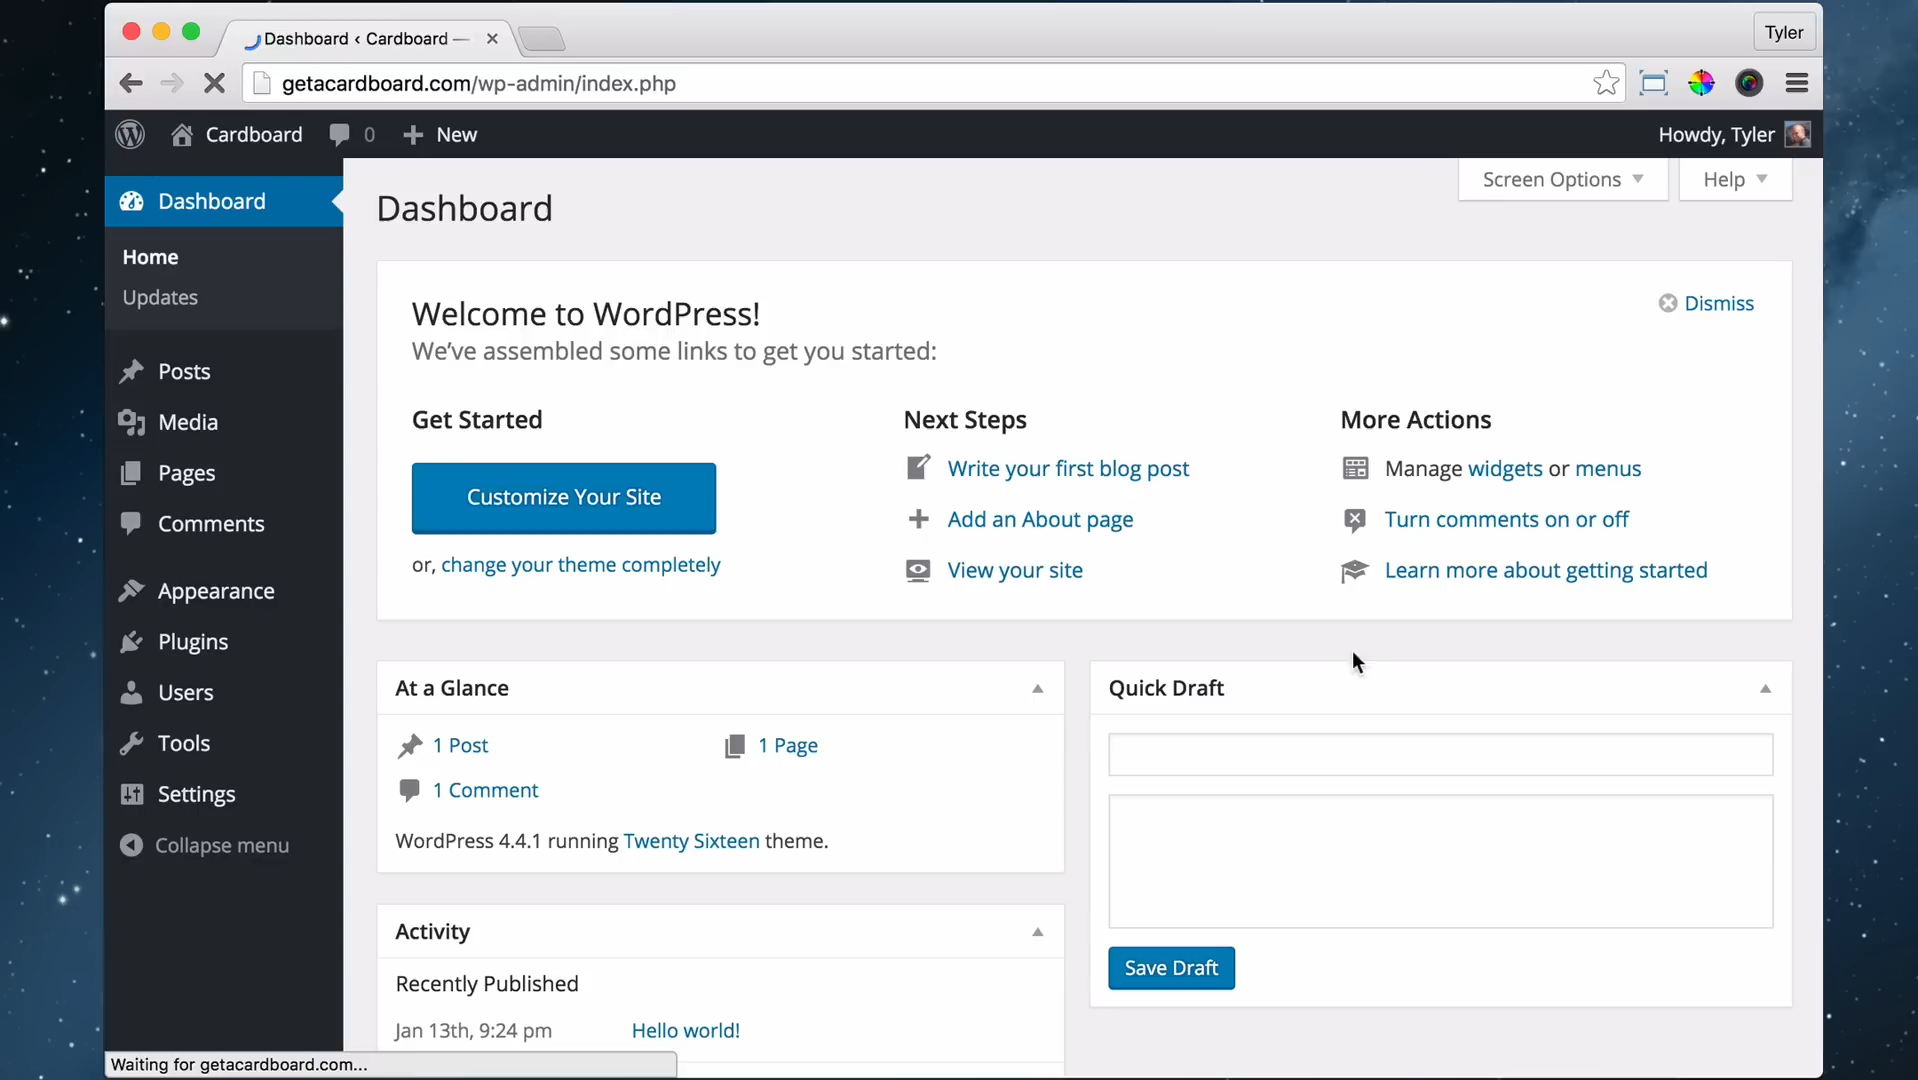 Dashboard ‹ Cardboard —
Tyler
getacardboard.com/wp-admin/index.php
Cardboard 0 New Howdy, Tyler
Screen Options Help
Dashboard
Home
Updates
Posts
Media
Pages
Comments
Appearance
Plugins
Users
Tools
Settings
Collapse menu
Dashboard
Welcome to WordPress!
Dismiss
We've assembled some links to get you started:
Get Started
Customize Your Site
or, change your theme completely
Next Steps
Write your first blog post
Add an About page
View your site
More Actions
Manage widgets or menus
Turn comments on or off
Learn more about getting started
At a Glance
1 Post 1 Page
1 Comment
WordPress 4.4.1 running Twenty Sixteen theme.
Activity
Recently Published
Jan 13th, 9:24 pm Hello world!
Quick Draft
Save Draft
Waiting for getacardboard.com...